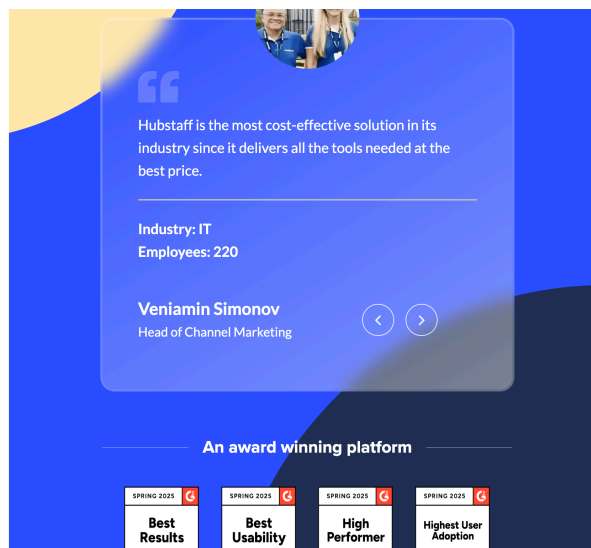 Hubstaff is the most cost-effective solution in its
industry since it delivers all the tools needed at the
best price.
Industry: IT
Employees: 220
Veniamin Simonov
Head of Channel Marketing
An award winning platform
SPRING 2025
Best
Results
SPRING 2025
Best
Usability
SPRING 2025
High
Performer
SPRING 2025
Highest User
Adoption